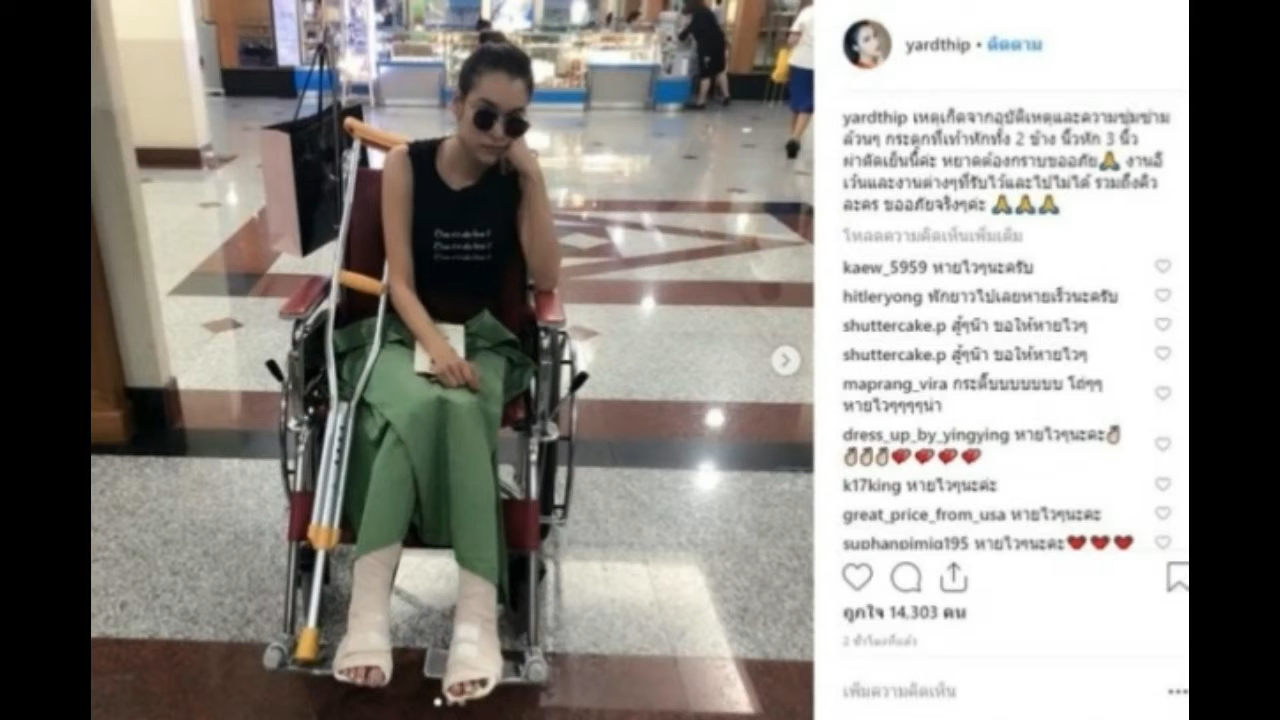 yardthip • ติดตาม
yardthip เหตุเกิดจากอุบัติเหตุและความซุ่มซ่าม
ล้วนๆ กระดูกที่เท้าหักทั้ง 2 ข้าง นิ้วหัก 3 นิ้ว
ผ่าตัดเย็นนี้ค่ะ หยาดต้องกราบขออภัย🙏 งานอี
เว้นและงานต่างๆที่รับไว้และไปไม่ได้ รวมถึงคิว
ละคร ขออภัยจริงๆค่ะ 🙏🙏🙏
โหลดความคิดเห็นเพิ่มเติม
kaew_5959 หายไวๆนะครับ
hitleryong พักยาวไปเลยหายเร็วนะครับ
shuttercake.p สู้ๆน้า ขอให้หายไวๆ
shuttercake.p สู้ๆน้า ขอให้หายไวๆ
maprang_vira กระดึ๊บบบบบบบ โถ่ๆๆ
หายไวๆๆๆๆน่า
dress_up_by_yingying หายไวๆนะคะ
k17king หายไวๆนะค่ะ
great_price_from_usa หายไวๆนะคะ
suphanpimig195 หายไวๆนะคะ❤❤❤
ถูกใจ 14,303 คน
2 ชั่วโมงที่แล้ว
เพิ่มความคิดเห็น